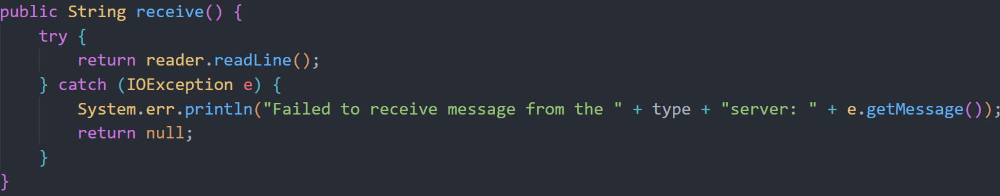 public String receive() {
    try {
        return reader.readLine();
    } catch (IOException e) {
        System.err.println("Failed to receive message from the " + type + "server: " + e.getMessage());
        return null;
    }
}